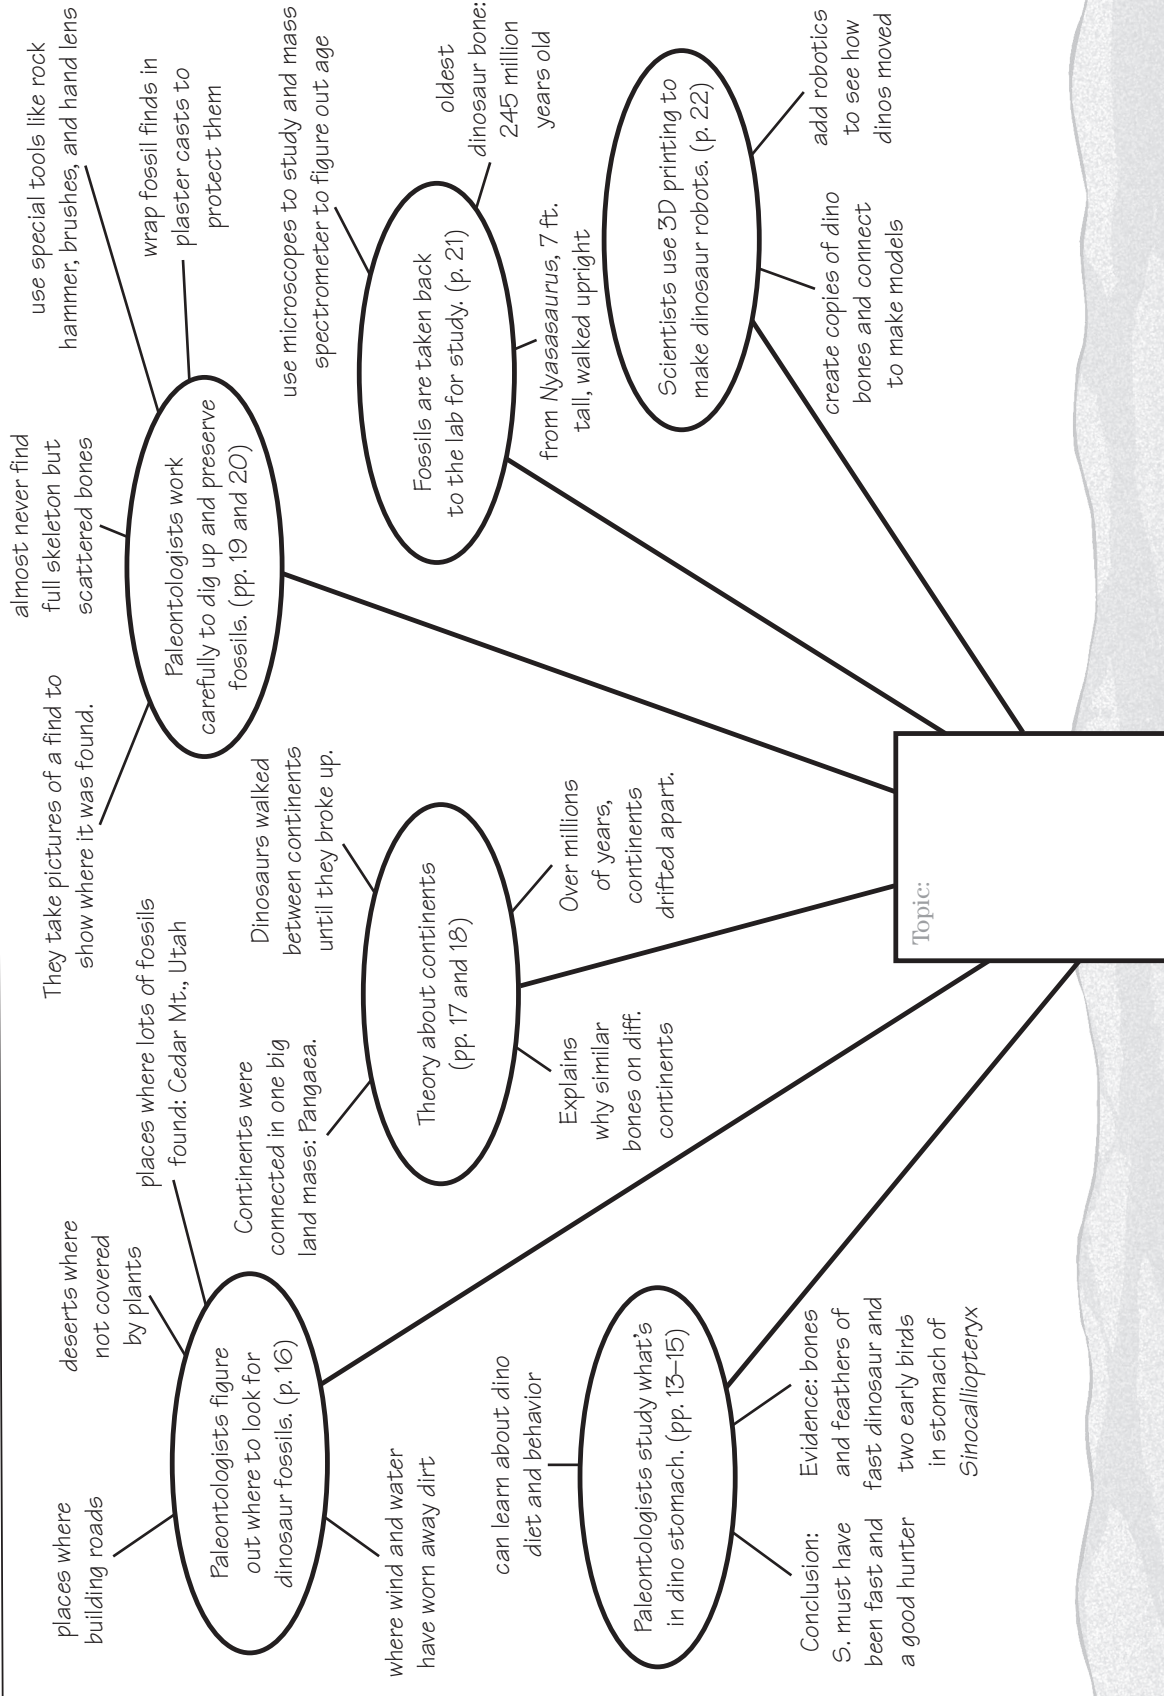 Paleontologists study what's
in dino stomach. (pp. 13–15)
can learn about dino
diet and behavior
Conclusion:
S. must have
been fast and
a good hunter
Evidence: bones
and feathers of
fast dinosaur and
two early birds
in stomach of
Sinocalliopteryx
Paleontologists figure
out where to look for
dinosaur fossils. (p. 16)
where wind and water
have worn away dirt
places where
building roads
deserts where
not covered
by plants
places where lots of fossils
found: Cedar Mt., Utah
Theory about continents
(pp. 17 and 18)
Continents were
connected in one big
land mass: Pangaea.
Dinosaurs walked
between continents
until they broke up.
Explains
why similar
bones on diff.
continents
Over millions
of years,
continents
drifted apart.
Paleontologists work
carefully to dig up and preserve
fossils. (pp. 19 and 20)
They take pictures of a find to
show where it was found.
almost never find
full skeleton but
scattered bones
use special tools like rock
hammer, brushes, and hand lens
wrap fossil finds in
plaster casts to
protect them
Fossils are taken back
to the lab for study. (p. 21)
use microscopes to study and mass
spectrometer to figure out age
oldest
dinosaur bone:
245 million
years old
from Nyasasaurus, 7 ft.
tall, walked upright
Scientists use 3D printing to
make dinosaur robots. (p. 22)
create copies of dino
bones and connect
to make models
add robotics
to see how
dinos moved
Topic: